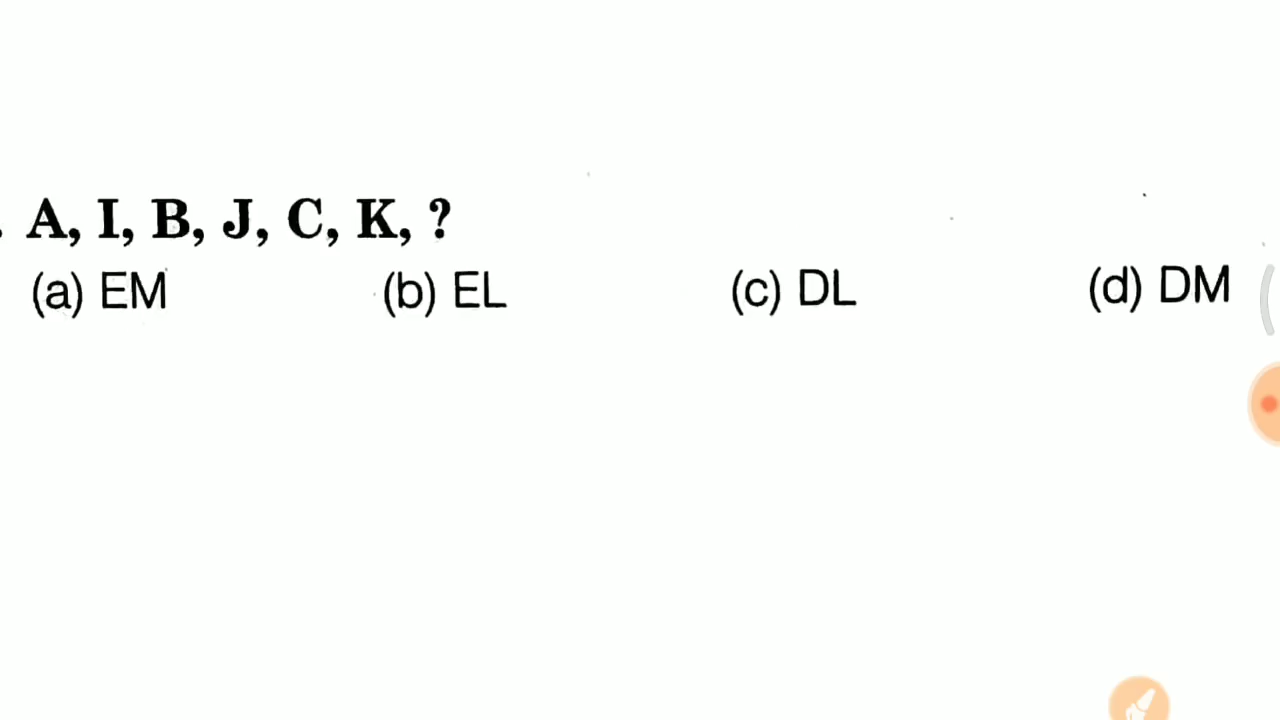 . A, I, B, J, C, K, ?
(a) EM (b) EL (c) DL (d) DM